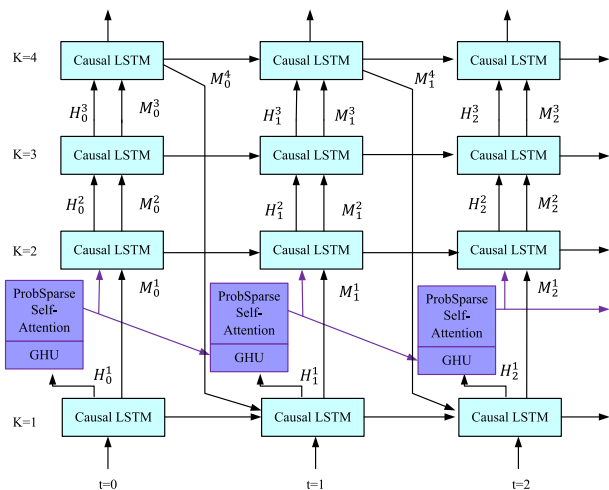 K=4 Causal LSTM M_0^4 Causal LSTM M_1^4 Causal LSTM
H_0^3 M_0^3 H_1^3 M_1^3 H_2^3 M_2^3
K=3 Causal LSTM Causal LSTM Causal LSTM
H_0^2 M_0^2 H_1^2 M_1^2 H_2^2 M_2^2
K=2 Causal LSTM Causal LSTM Causal LSTM
M_0^1 M_1^1 M_2^1
ProbSparse
Self-
Attention
GHU
ProbSparse
Self-
Attention
GHU
ProbSparse
Self-
Attention
GHU
H_0^1 H_1^1 H_2^1
K=1 Causal LSTM Causal LSTM Causal LSTM
t=0 t=1 t=2